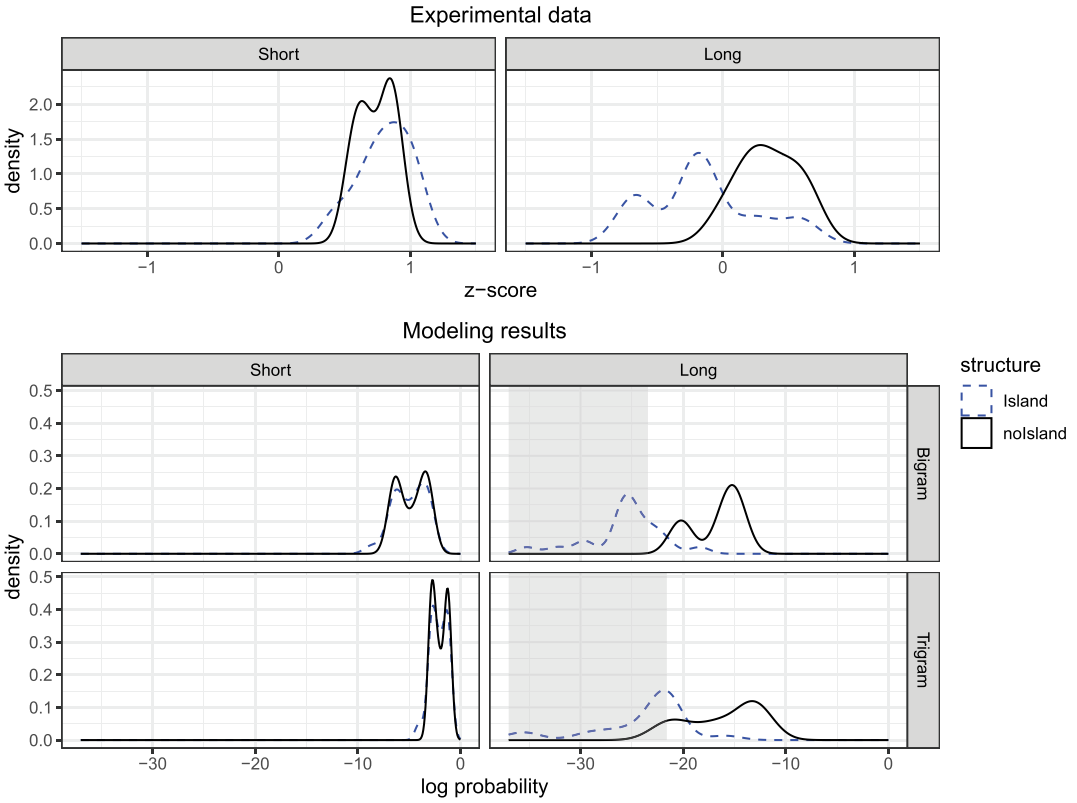 Experimental data
Short
Long
density
2.0
1.5
1.0
0.5
0.0
−1
0
1
−1
0
1
z−score
Modeling results
Short
Long
structure
Island
noIsland
density
0.5
0.4
0.3
0.2
0.1
0.0
Bigram
0.5
0.4
0.3
0.2
0.1
0.0
Trigram
−30
−20
−10
0
−30
−20
−10
0
log probability